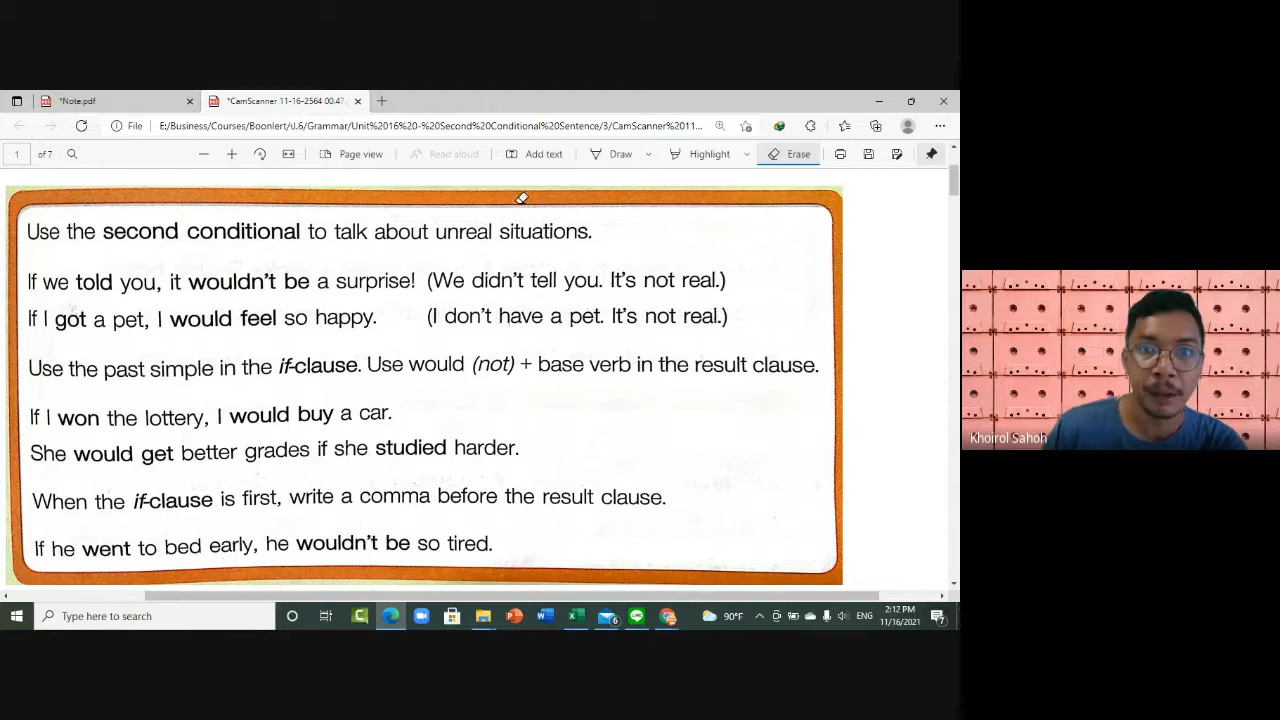 *Note.pdf
*CamScanner 11-16-2564 00.47.
File
E:/Business/Courses/Boonlert/ป.6/Grammar/Unit%2016%20-%20Second%20Conditional%20Sentence/3/CamScanner%2011...
1 of 7
Page view
Read aloud
Add text
Draw
Highlight
Erase
Use the second conditional to talk about unreal situations.
If we told you, it wouldn't be a surprise! (We didn't tell you. It's not real.)
If I got a pet, I would feel so happy. (I don't have a pet. It's not real.)
Use the past simple in the if-clause. Use would (not) + base verb in the result clause.
If I won the lottery, I would buy a car.
She would get better grades if she studied harder.
When the if-clause is first, write a comma before the result clause.
If he went to bed early, he wouldn't be so tired.
Khoirol Sahoh
Type here to search
6
90°F
ENG
2:12 PM
11/16/2021
7